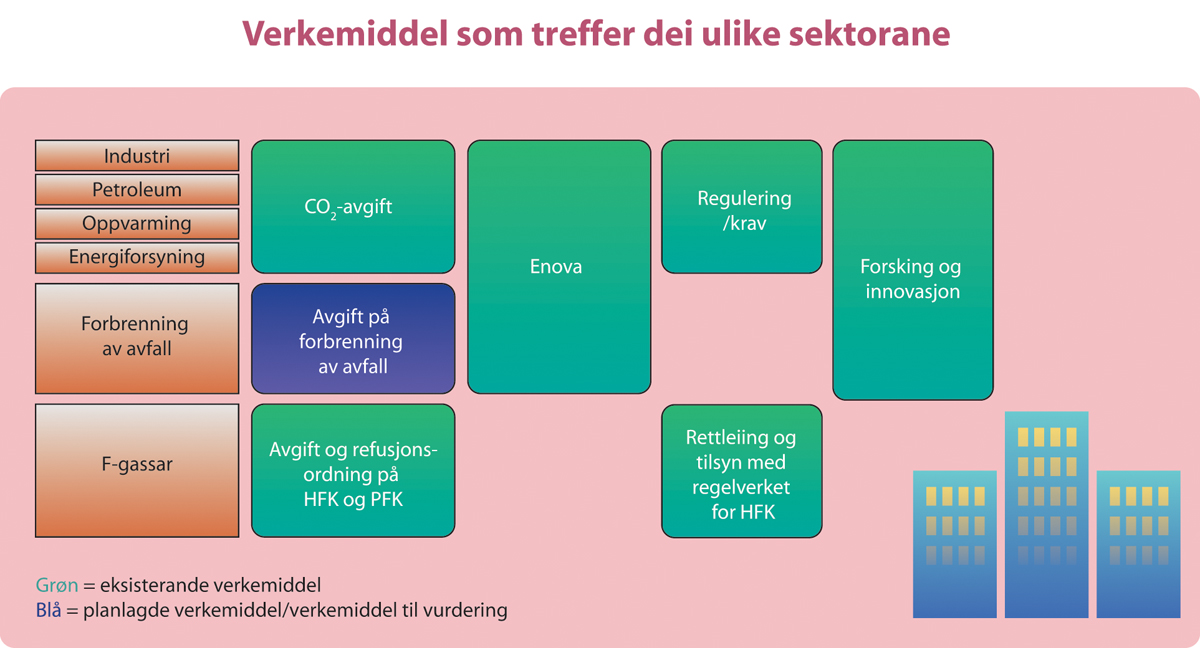 Verkemiddel som treffer dei ulike sektorane
Industri
Petroleum
Oppvarming
Energiforsyning
CO₂-avgift
Enova
Regulering
/krav
Forsking og
innovasjon
Forbrenning
av avfall
Avgift på
forbrenning
av avfall
F-gassar
Avgift og refusjons-
ordning på
HFK og PFK
Rettleiing og
tilsyn med
regelverket
for HFK
Grøn = eksisterande verkemiddel
Blå = planlagde verkemiddel/verkemiddel til vurdering